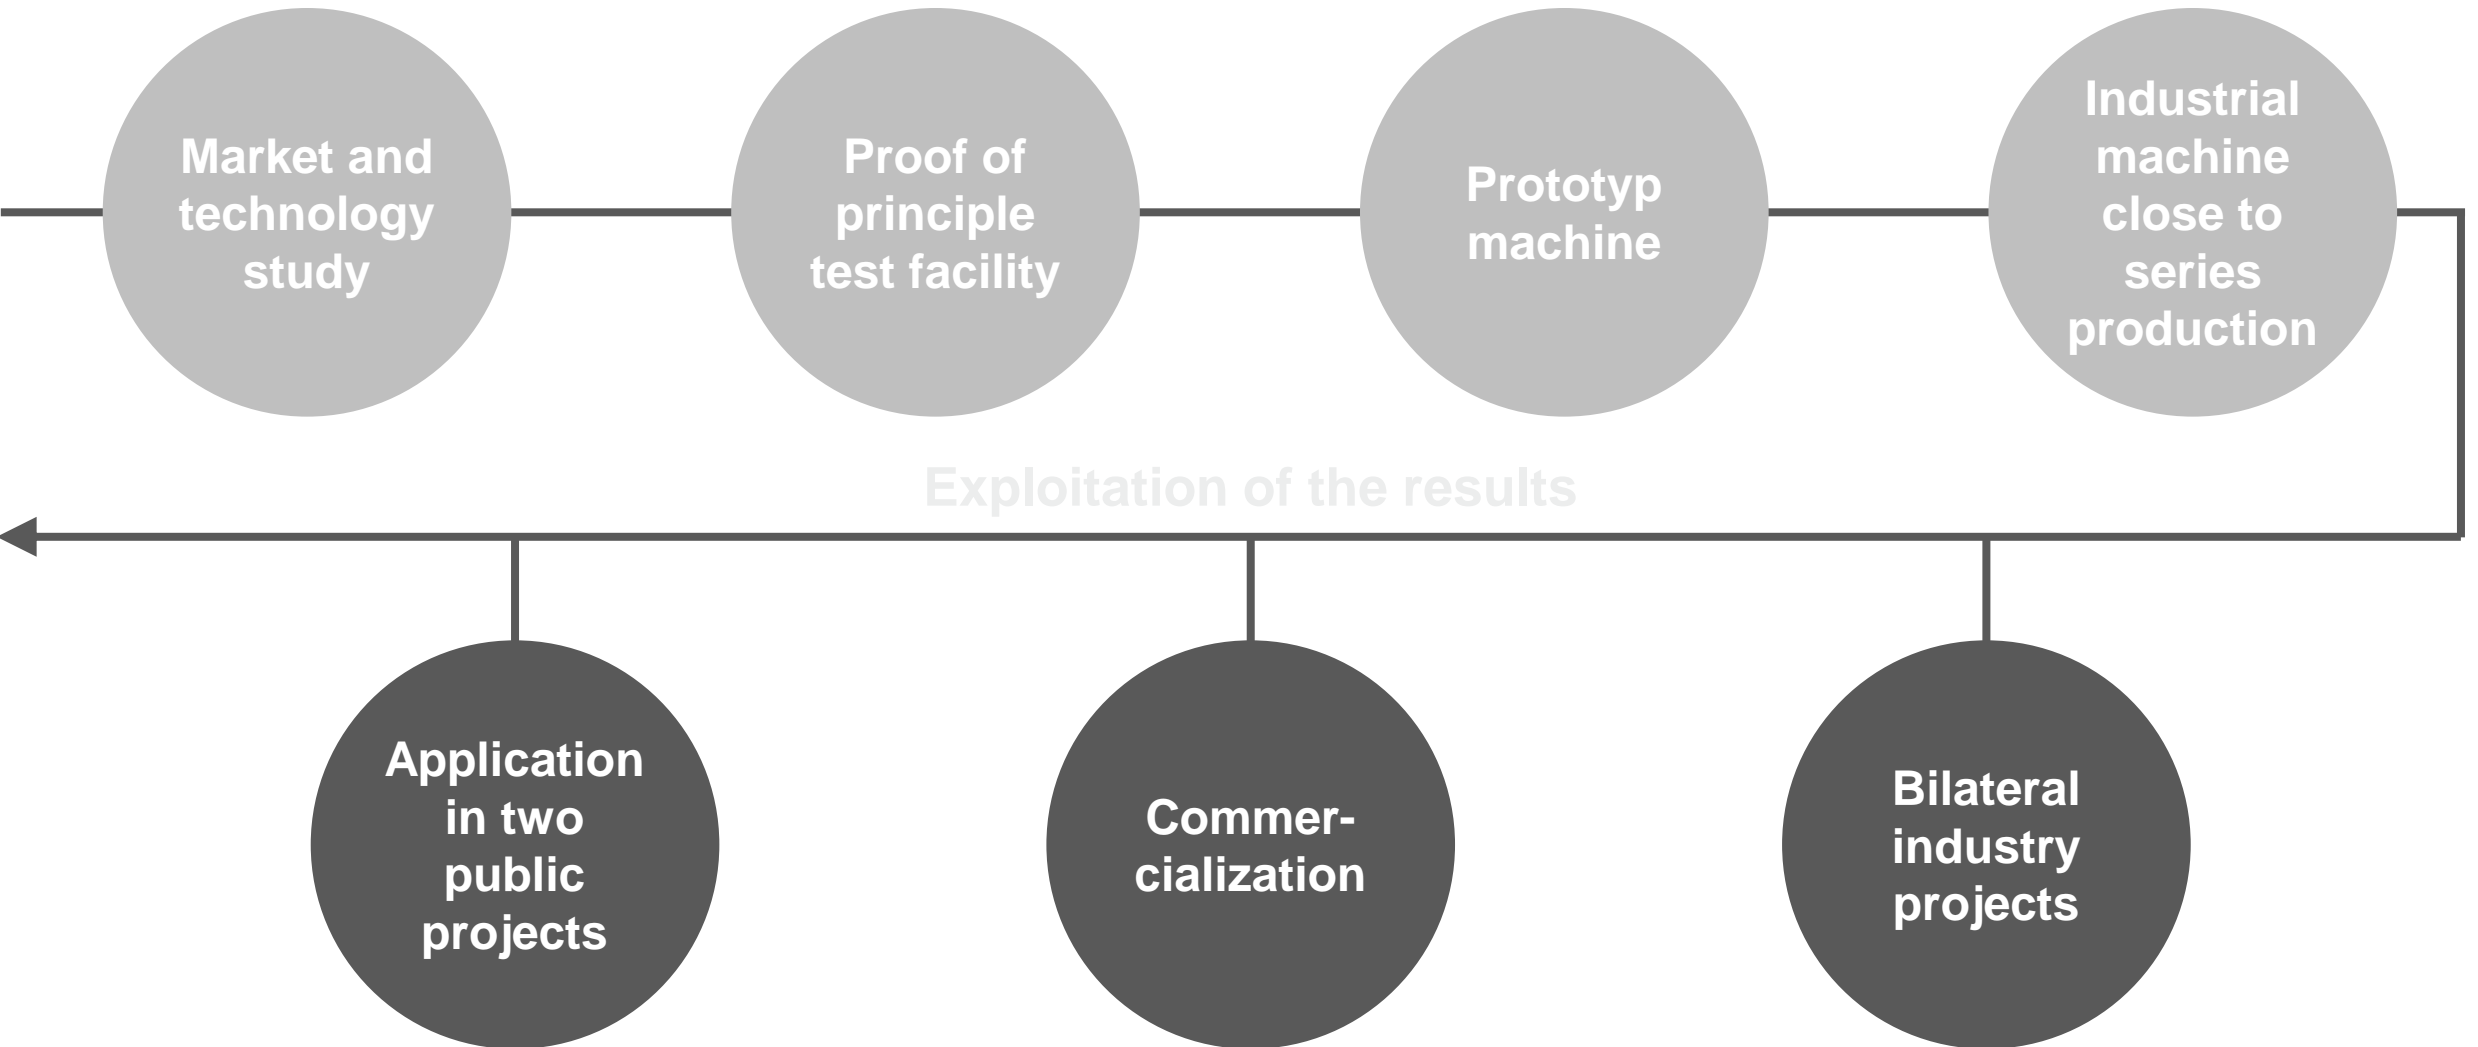 Market and
technology
study
Proof of
principle
test facility
Prototyp
machine
Industrial
machine
close to
series
production
Exploitation of the results
Application
in two
public
projects
Commer-
cialization
Bilateral
industry
projects